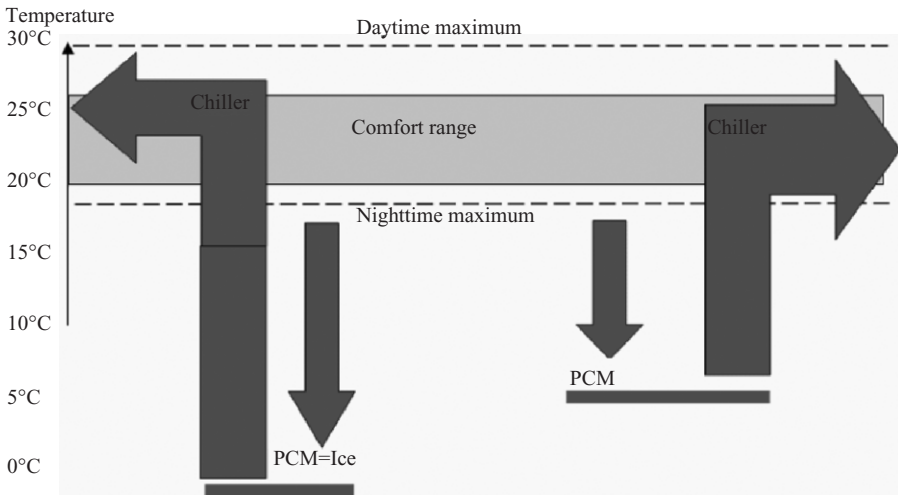 Temperature
30°C
Daytime maximum
25°C
Chiller
Chiller
Comfort range
20°C
Nighttime maximum
15°C
10°C
PCM
5°C
PCM=Ice
0°C